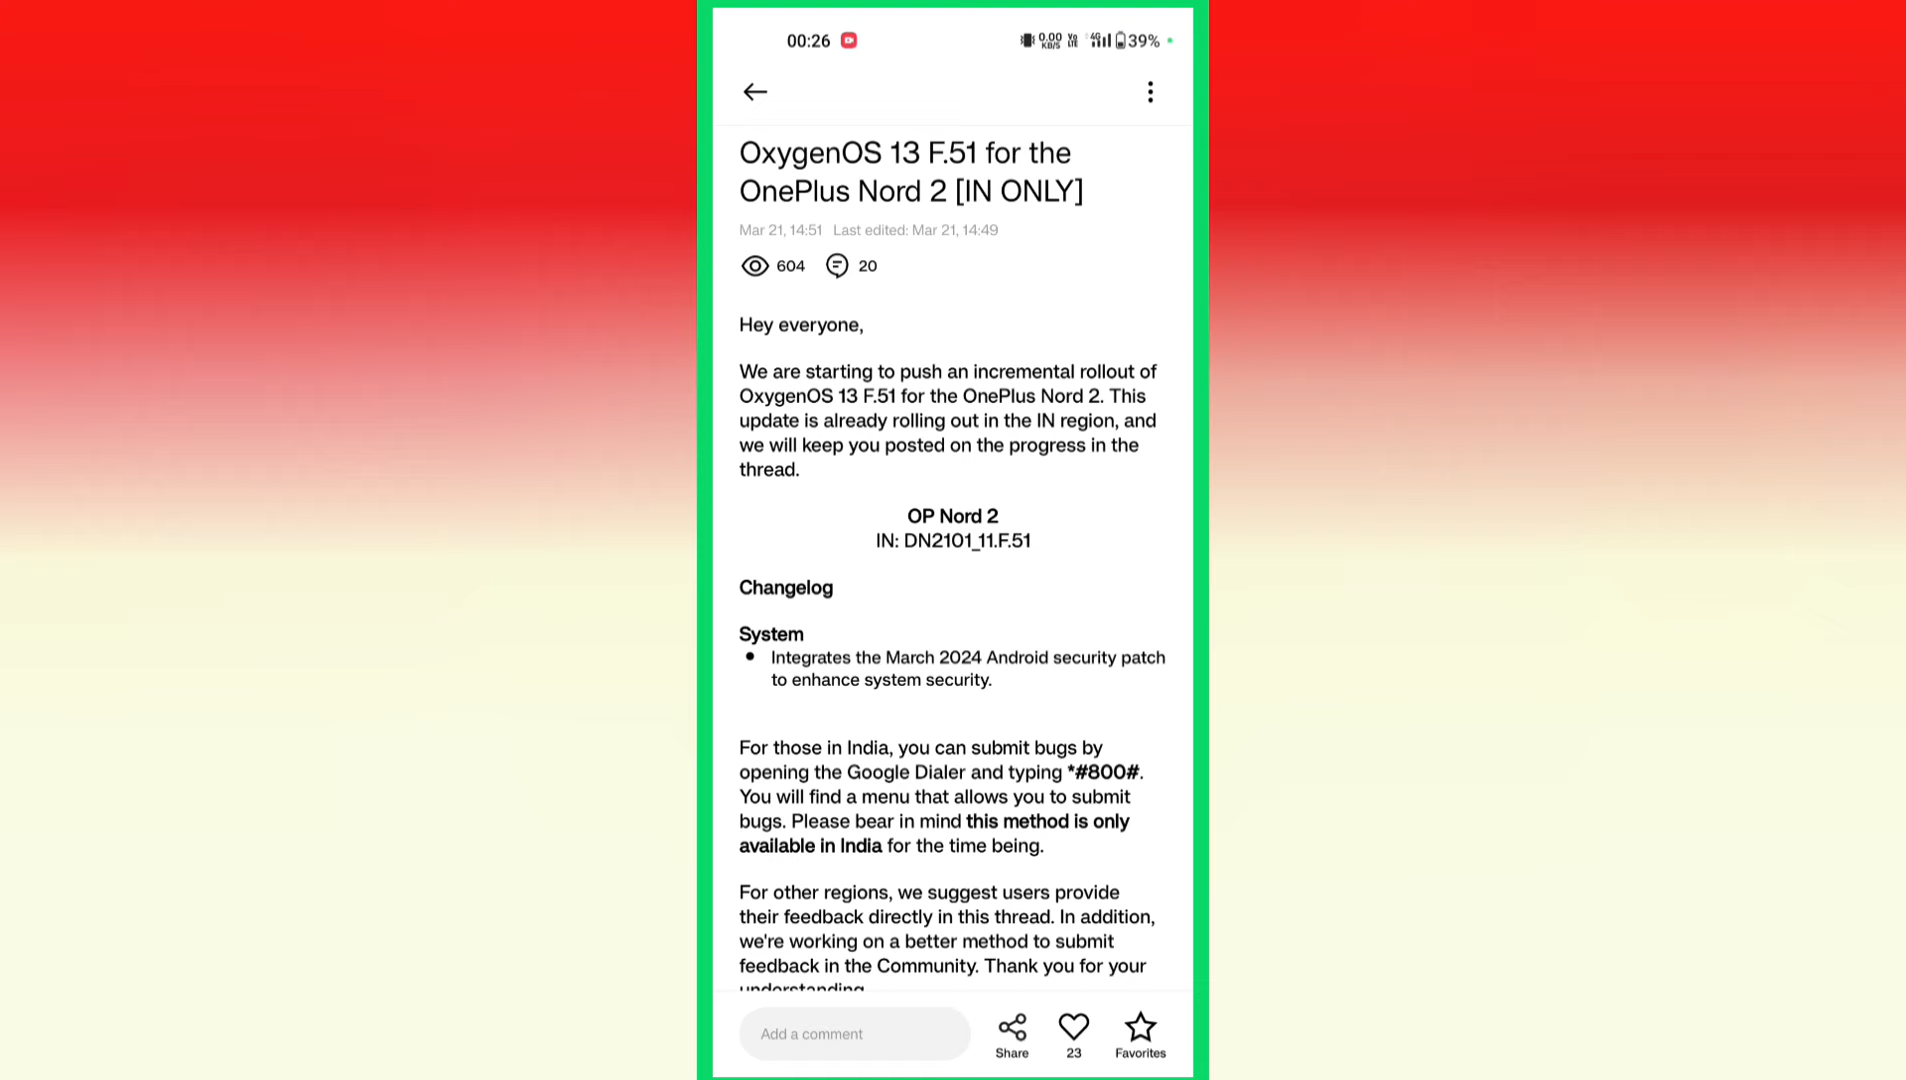 00:26
0.00 KB/S Vo LTE 4G 39%
OxygenOS 13 F.51 for the
OnePlus Nord 2 [IN ONLY]
Mar 21, 14:51 Last edited: Mar 21, 14:49
604 20
Hey everyone,
We are starting to push an incremental rollout of
OxygenOS 13 F.51 for the OnePlus Nord 2. This
update is already rolling out in the IN region, and
we will keep you posted on the progress in the
thread.
OP Nord 2
IN: DN2101_11.F.51
Changelog
System
• Integrates the March 2024 Android security patch
to enhance system security.
For those in India, you can submit bugs by
opening the Google Dialer and typing *#800#.
You will find a menu that allows you to submit
bugs. Please bear in mind this method is only
available in India for the time being.
For other regions, we suggest users provide
their feedback directly in this thread. In addition,
we're working on a better method to submit
feedback in the Community. Thank you for your
understanding.
Add a comment
Share
23
Favorites